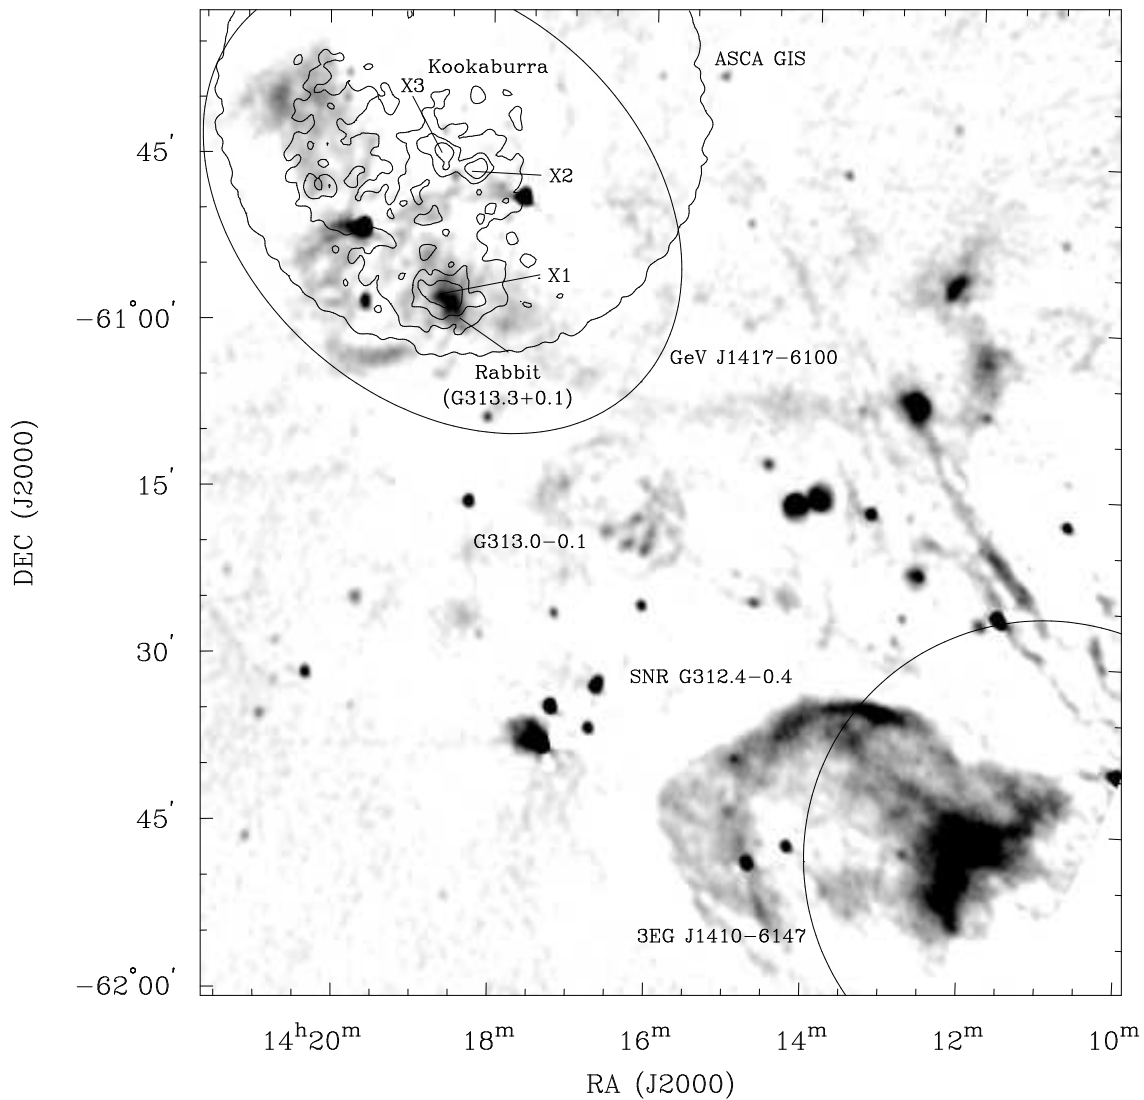 ASCA GIS
Kookaburra
X3
45′
X2
X1
−61°00′
GeV J1417−6100
Rabbit
(G313.3+0.1)
15′
G313.0−0.1
DEC (J2000)
30′
SNR G312.4−0.4
45′
3EG J1410−6147
−62°00′
14ʰ20ᵐ 18ᵐ 16ᵐ 14ᵐ 12ᵐ 10ᵐ
RA (J2000)